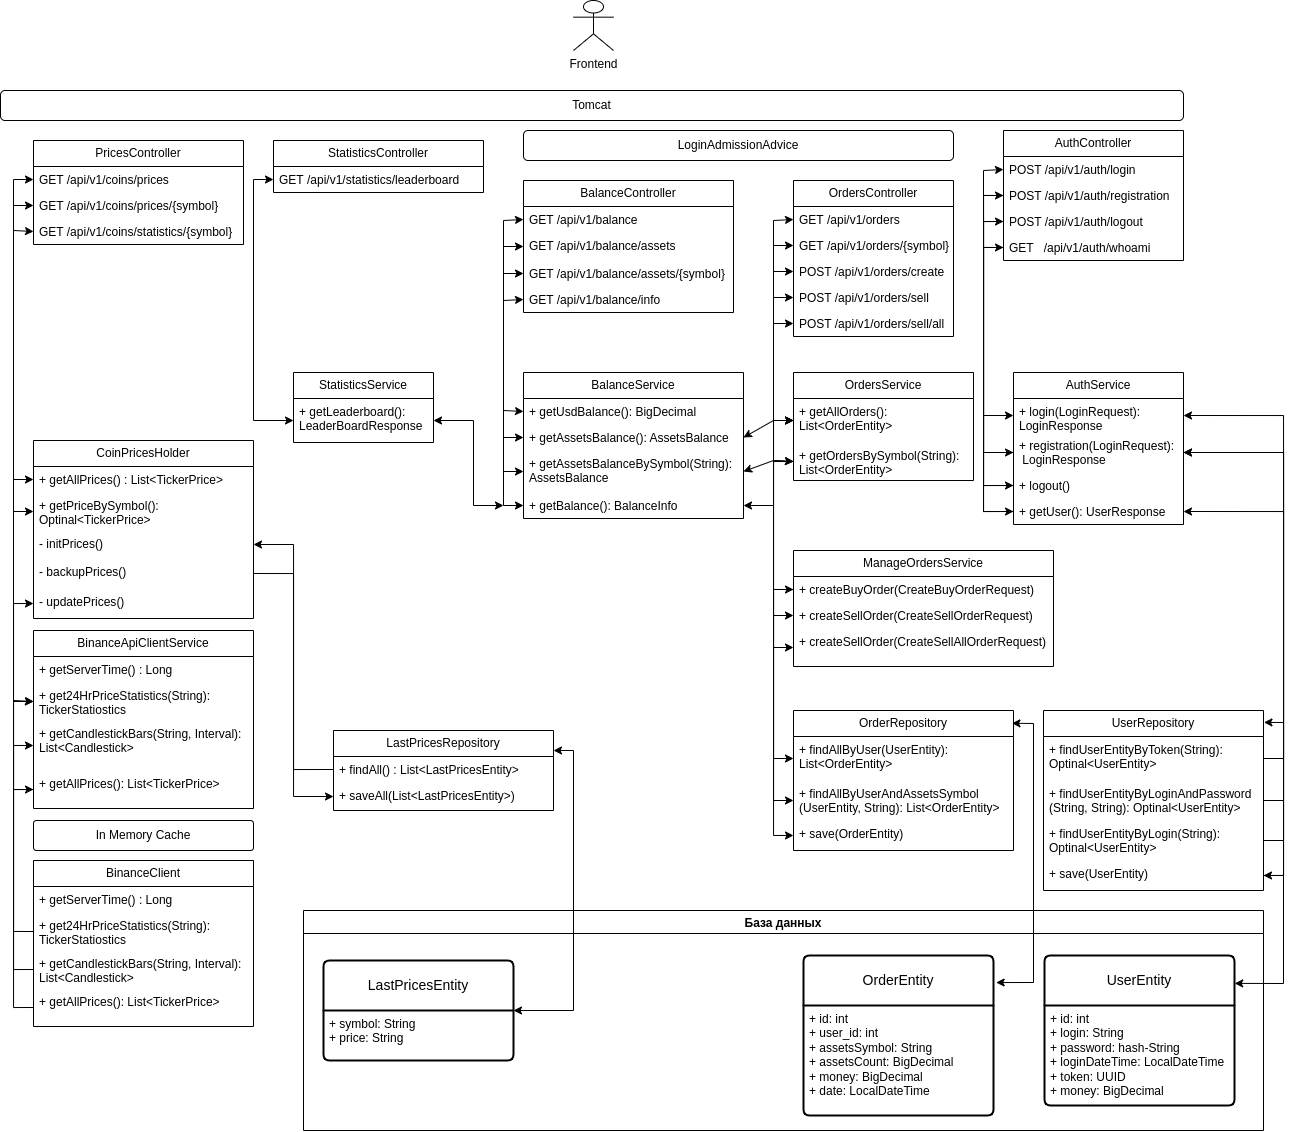 Frontend
Tomcat
PricesController
GET /api/v1/coins/prices
GET /api/v1/coins/prices/{symbol}
GET /api/v1/coins/statistics/{symbol}
StatisticsController
GET /api/v1/statistics/leaderboard
LoginAdmissionAdvice
BalanceController
GET /api/v1/balance
GET /api/v1/balance/assets
GET /api/v1/balance/assets/{symbol}
GET /api/v1/balance/info
OrdersController
GET /api/v1/orders
GET /api/v1/orders/{symbol}
POST /api/v1/orders/create
POST /api/v1/orders/sell
POST /api/v1/orders/sell/all
AuthController
POST /api/v1/auth/login
POST /api/v1/auth/registration
POST /api/v1/auth/logout
GET   /api/v1/auth/whoami
StatisticsService
+ getLeaderboard():
LeaderBoardResponse
BalanceService
+ getUsdBalance(): BigDecimal
+ getAssetsBalance(): AssetsBalance
+ getAssetsBalanceBySymbol(String):
AssetsBalance
+ getBalance(): BalanceInfo
OrdersService
+ getAllOrders():
List<OrderEntity>
+ getOrdersBySymbol(String):
List<OrderEntity>
AuthService
+ login(LoginRequest):
LoginResponse
+ registration(LoginRequest):
LoginResponse
+ logout()
+ getUser(): UserResponse
CoinPricesHolder
+ getAllPrices() : List<TickerPrice>
+ getPriceBySymbol():
Optinal<TickerPrice>
- initPrices()
- backupPrices()
- updatePrices()
ManageOrdersService
+ createBuyOrder(CreateBuyOrderRequest)
+ createSellOrder(CreateSellOrderRequest)
+ createSellOrder(CreateSellAllOrderRequest)
BinanceApiClientService
+ getServerTime() : Long
+ get24HrPriceStatistics(String):
TickerStatiostics
+ getCandlestickBars(String, Interval):
List<Candlestick>
+ getAllPrices(): List<TickerPrice>
LastPricesRepository
+ findAll() : List<LastPricesEntity>
+ saveAll(List<LastPricesEntity>)
OrderRepository
+ findAllByUser(UserEntity):
List<OrderEntity>
+ findAllByUserAndAssetsSymbol
(UserEntity, String): List<OrderEntity>
+ save(OrderEntity)
UserRepository
+ findUserEntityByToken(String):
Optinal<UserEntity>
+ findUserEntityByLoginAndPassword
(String, String): Optinal<UserEntity>
+ findUserEntityByLogin(String):
Optinal<UserEntity>
+ save(UserEntity)
In Memory Cache
BinanceClient
+ getServerTime() : Long
+ get24HrPriceStatistics(String):
TickerStatiostics
+ getCandlestickBars(String, Interval):
List<Candlestick>
+ getAllPrices(): List<TickerPrice>
База данных
LastPricesEntity
+ symbol: String
+ price: String
OrderEntity
+ id: int
+ user_id: int
+ assetsSymbol: String
+ assetsCount: BigDecimal
+ money: BigDecimal
+ date: LocalDateTime
UserEntity
+ id: int
+ login: String
+ password: hash-String
+ loginDateTime: LocalDateTime
+ token: UUID
+ money: BigDecimal